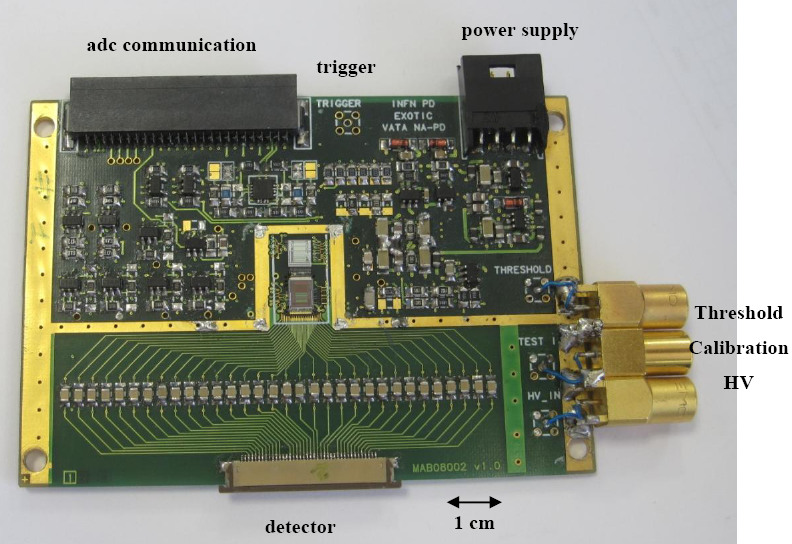 power supply
adc communication
trigger
TRIGGER
INFN PD
EXOTIC
VATA NA-PD
THRESHOLD
Threshold
TEST I
Calibration
HV
HV_IN
MAB08002 v1.0
1
1 cm
detector